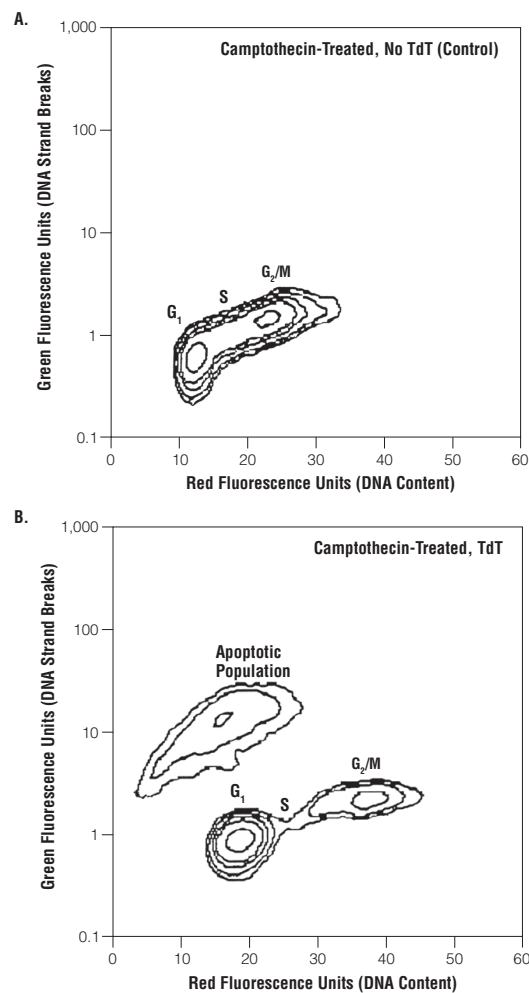 A.
Green Fluorescence Units (DNA Strand Breaks)
1,000
100
10
1
0.1
Camptothecin-Treated, No TdT (Control)
G₁
S
G₂/M
0 10 20 30 40 50 60
Red Fluorescence Units (DNA Content)
B.
Green Fluorescence Units (DNA Strand Breaks)
1,000
100
10
1
0.1
Camptothecin-Treated, TdT
Apoptotic
Population
G₁
S
G₂/M
0 10 20 30 40 50 60
Red Fluorescence Units (DNA Content)